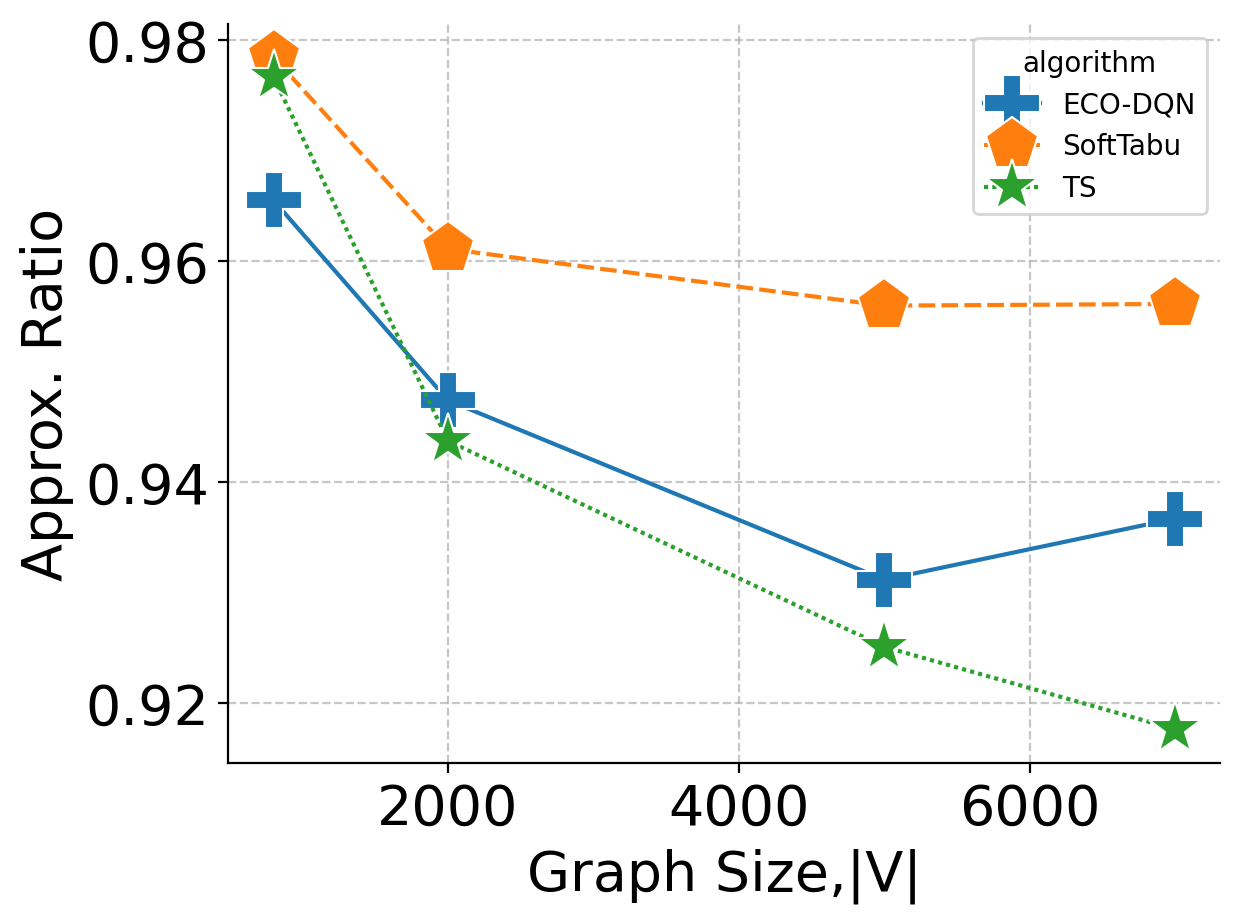 0.98
0.96
0.94
0.92
Approx. Ratio
algorithm
ECO-DQN
SoftTabu
TS
2000
4000
6000
Graph Size,|V|